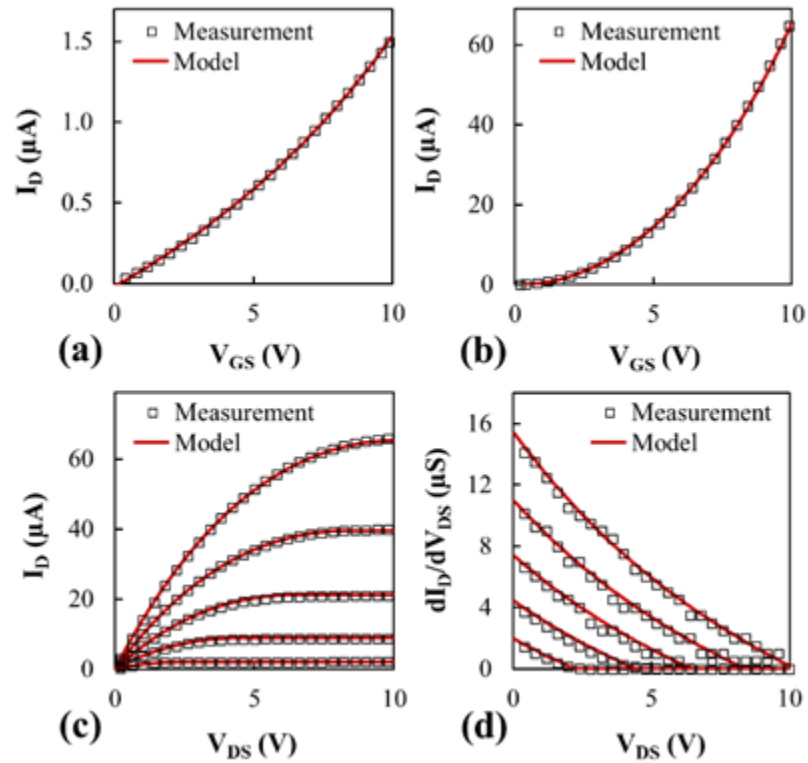 1.5
1.0
0.5
0.0
I_D (μA)
□ Measurement
Model
0 5 10
V_GS (V)
(a)
60
40
20
0
I_D (μA)
□ Measurement
Model
0 5 10
V_GS (V)
(b)
60
40
20
0
I_D (μA)
□ Measurement
Model
0 5 10
V_DS (V)
(c)
16
12
8
4
0
dI_D/dV_DS (μS)
□ Measurement
Model
0 5 10
V_DS (V)
(d)